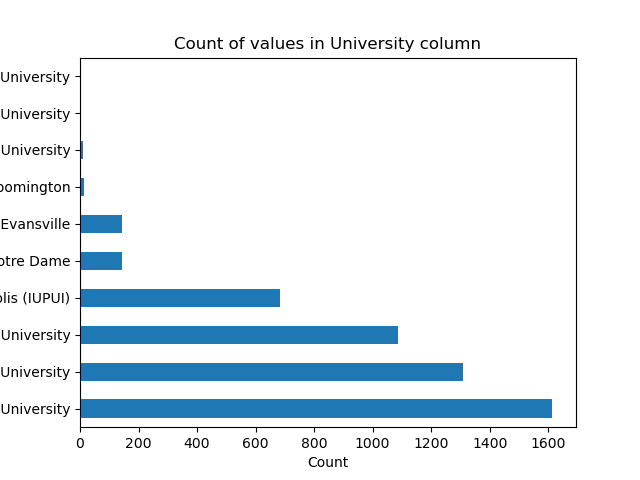 Count of values in University column
University
University
University
oomington
Evansville
otre Dame
olis (IUPUI)
University
University
University
0 200 400 600 800 1000 1200 1400 1600
Count